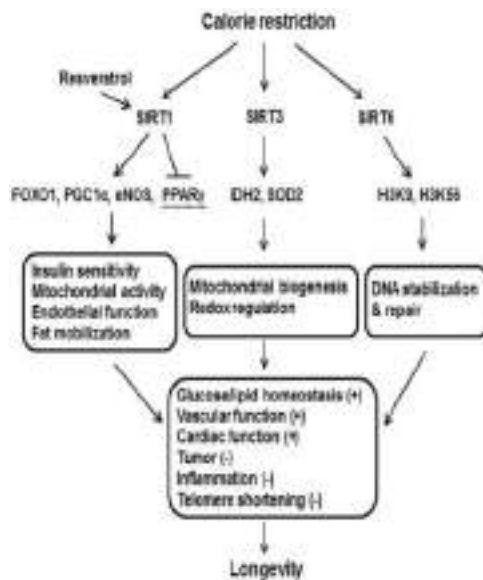 Calorie restriction
Resveratrol
SIRT1 SIRT3 SIRT6
FOXO1, PGC1α, eNOS, PPARγ IDH2, SOD2 H3K9, H3K56
Insulin sensitivity
Mitochondrial activity
Endothelial function
Fat mobilization
Mitochondrial biogenesis
Redox regulation
DNA stabilization
& repair
Glucose/lipid homeostasis (+)
Vascular function (+)
Cardiac function (+)
Tumor (-)
Inflammation (-)
Telomere shortening (-)
Longevity